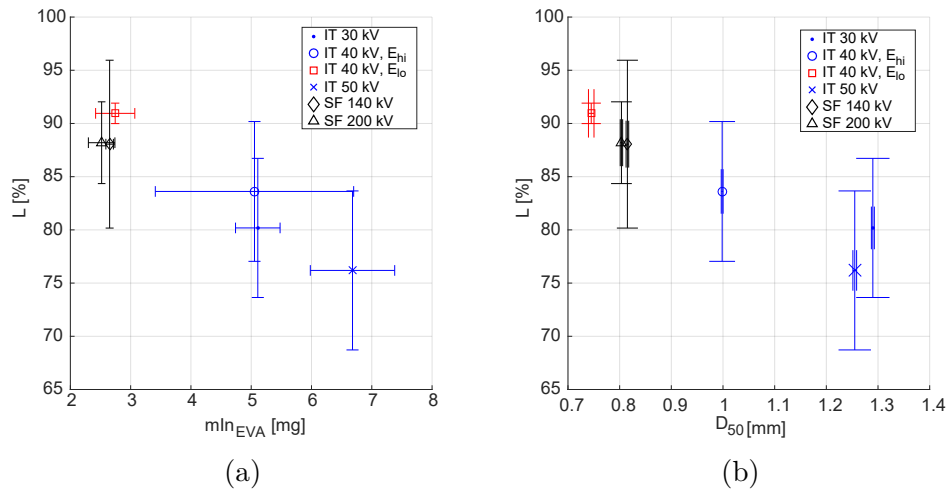 100
95
90
85
80
75
70
65
L [%]
2 3 4 5 6 7 8
mIn_EVA [mg]
IT 30 kV
IT 40 kV, E_hi
IT 40 kV, E_lo
IT 50 kV
SF 140 kV
SF 200 kV
(a)
100
95
90
85
80
75
70
65
L [%]
0.7 0.8 0.9 1 1.1 1.2 1.3 1.4
D_50 [mm]
IT 30 kV
IT 40 kV, E_hi
IT 40 kV, E_lo
IT 50 kV
SF 140 kV
SF 200 kV
(b)